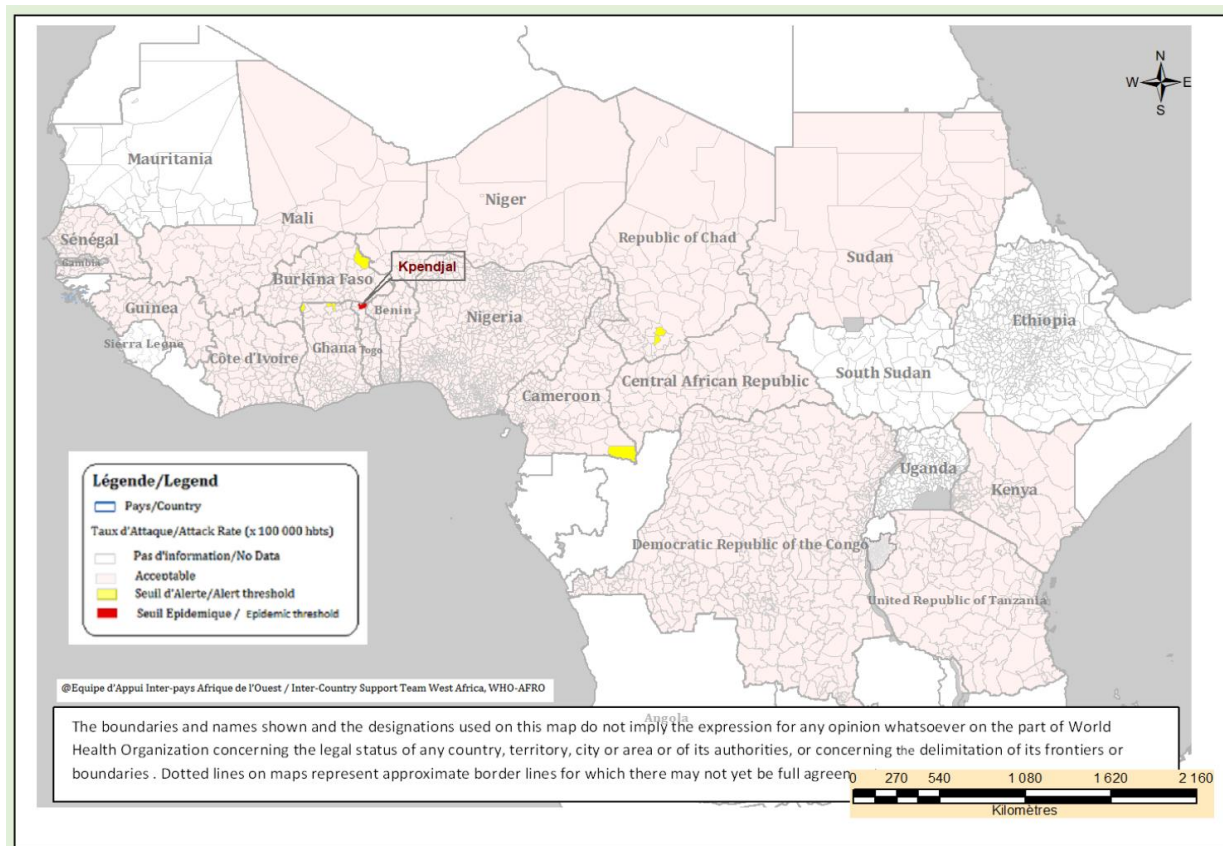 N
W E
S
Mauritania
Mali
Niger
Republic of Chad
Sudan
Sénégal
Gambia
Burkina Faso
Kpendjal
Benin
Guinea
Nigeria
Ethiopia
Sierra Leone
Côte d'Ivoire
Ghana
Togo
South Sudan
Central African Republic
Cameroon
Uganda
Kenya
Democratic Republic of the Congo
United Republic of Tanzania
Angola
Légende/Legend
Pays/Country
Taux d'Attaque/Attack Rate (x 100 000 hbts)
Pas d'information/No Data
Acceptable
Seuil d'Alerte/Alert threshold
Seuil Epidemique / Epidemic threshold
@Equipe d'Appui Inter-pays Afrique de l'Ouest / Inter-Country Support Team West Africa, WHO-AFRO
The boundaries and names shown and the designations used on this map do not imply the expression for any opinion whatsoever on the part of World
Health Organization concerning the legal status of any country, territory, city or area or of its authorities, or concerning the delimitation of its frontiers or
boundaries . Dotted lines on maps represent approximate border lines for which there may not yet be full agreem
0 270 540 1 080 1 620 2 160
Kilomètres